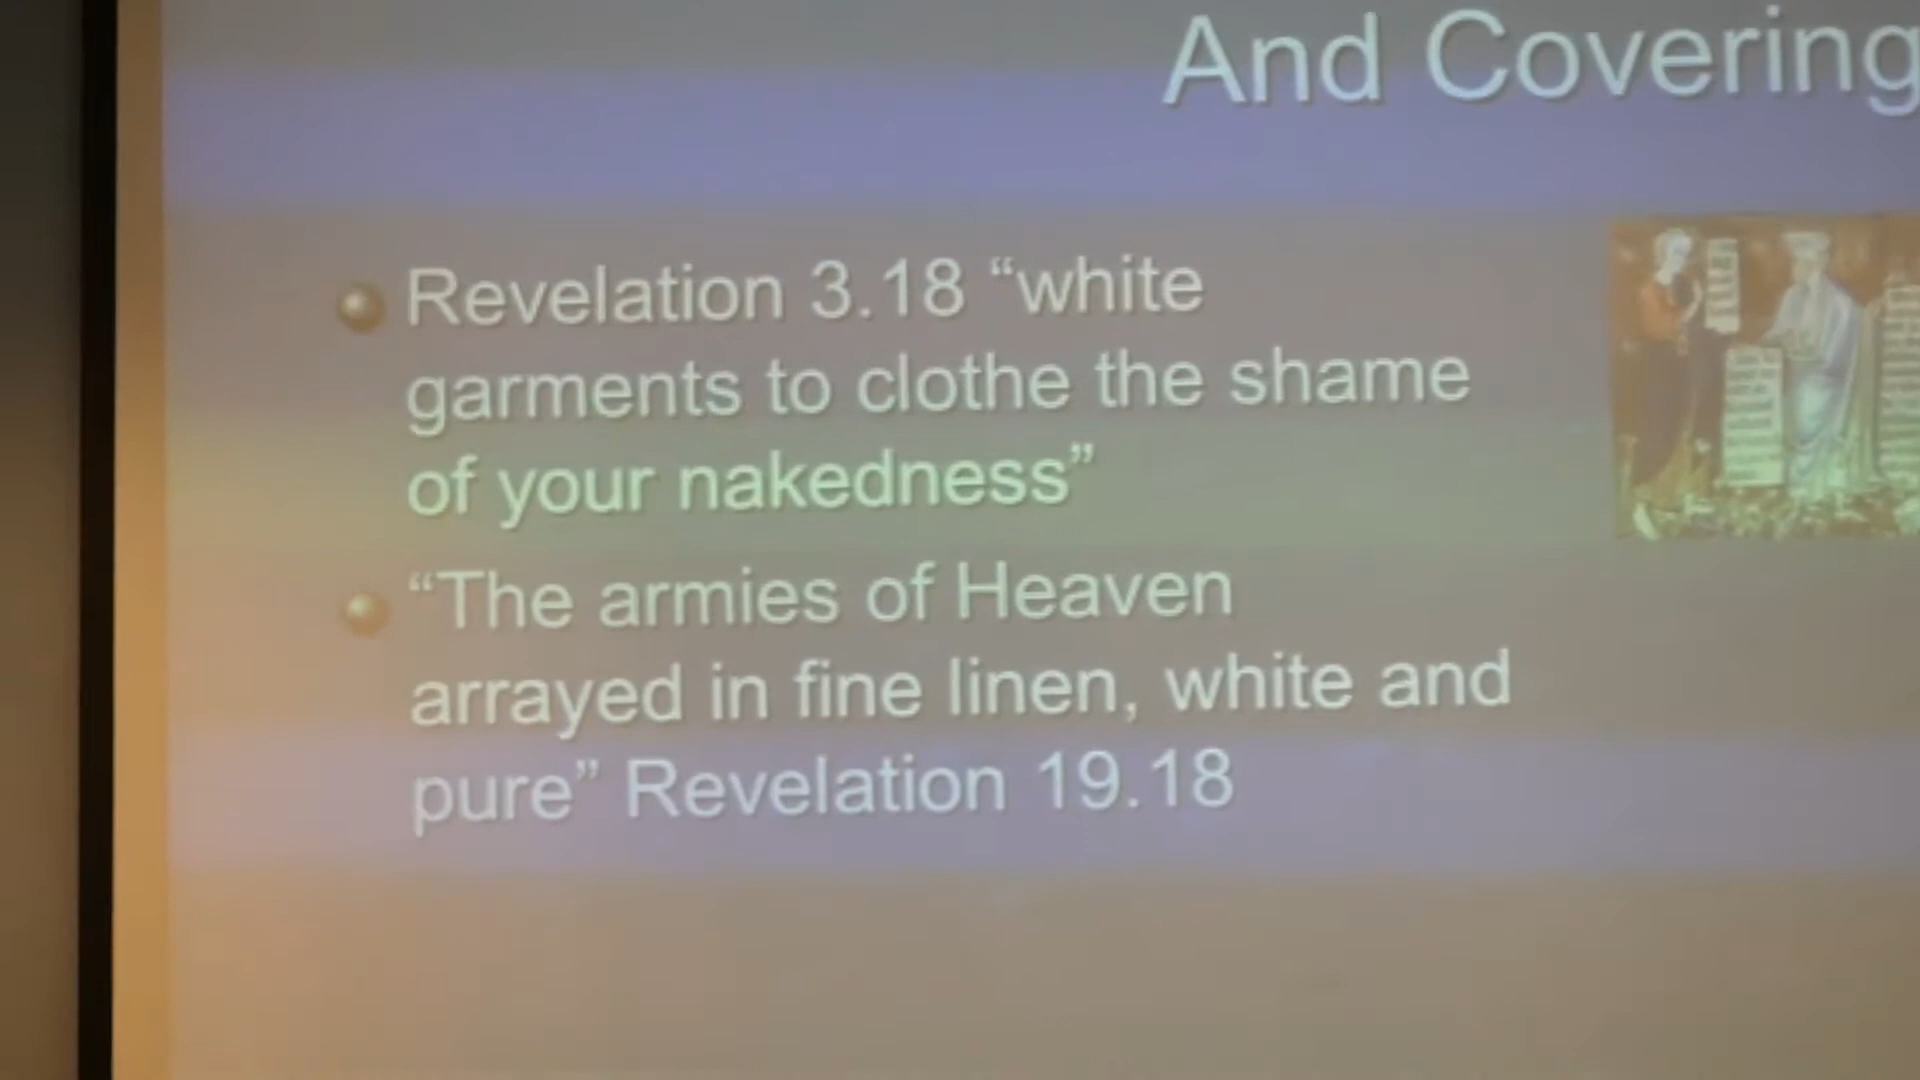 And Covering
Revelation 3.18 “white
garments to clothe the shame
of your nakedness”
“The armies of Heaven
arrayed in fine linen, white and
pure” Revelation 19.18